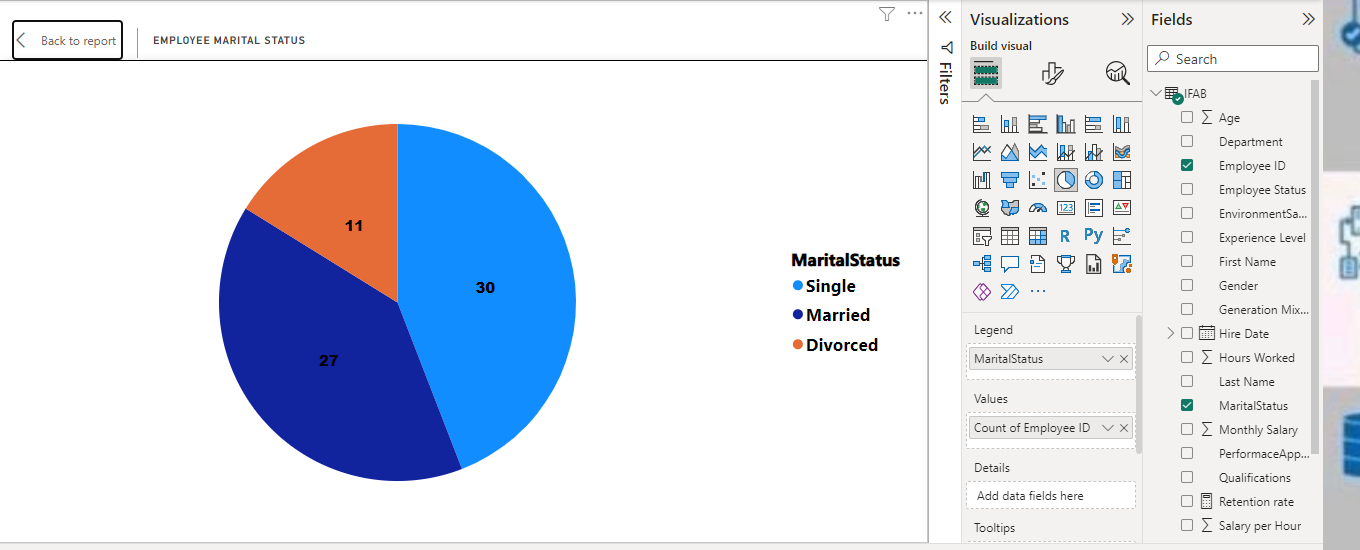 Back to report
EMPLOYEE MARITAL STATUS
11
30
27
MaritalStatus
Single
Married
Divorced
Filters
Visualizations
Build visual
123
R
Py
Legend
MaritalStatus
Values
Count of Employee ID
Details
Add data fields here
Tooltips
Fields
Search
IFAB
Age
Department
Employee ID
Employee Status
EnvironmentSa...
Experience Level
First Name
Gender
Generation Mix...
Hire Date
Hours Worked
Last Name
MaritalStatus
Monthly Salary
PerformaceApp...
Qualifications
Retention rate
Salary per Hour